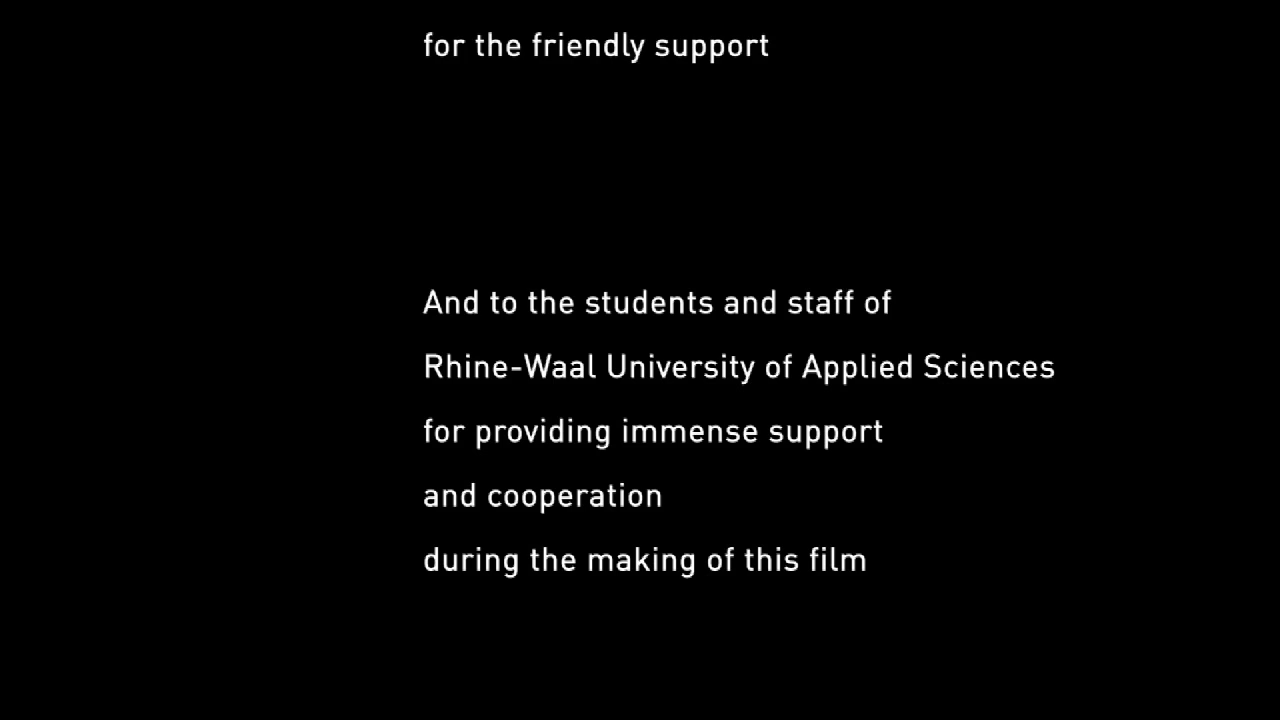 for the friendly support
And to the students and staff of
Rhine-Waal University of Applied Sciences
for providing immense support
and cooperation
during the making of this film